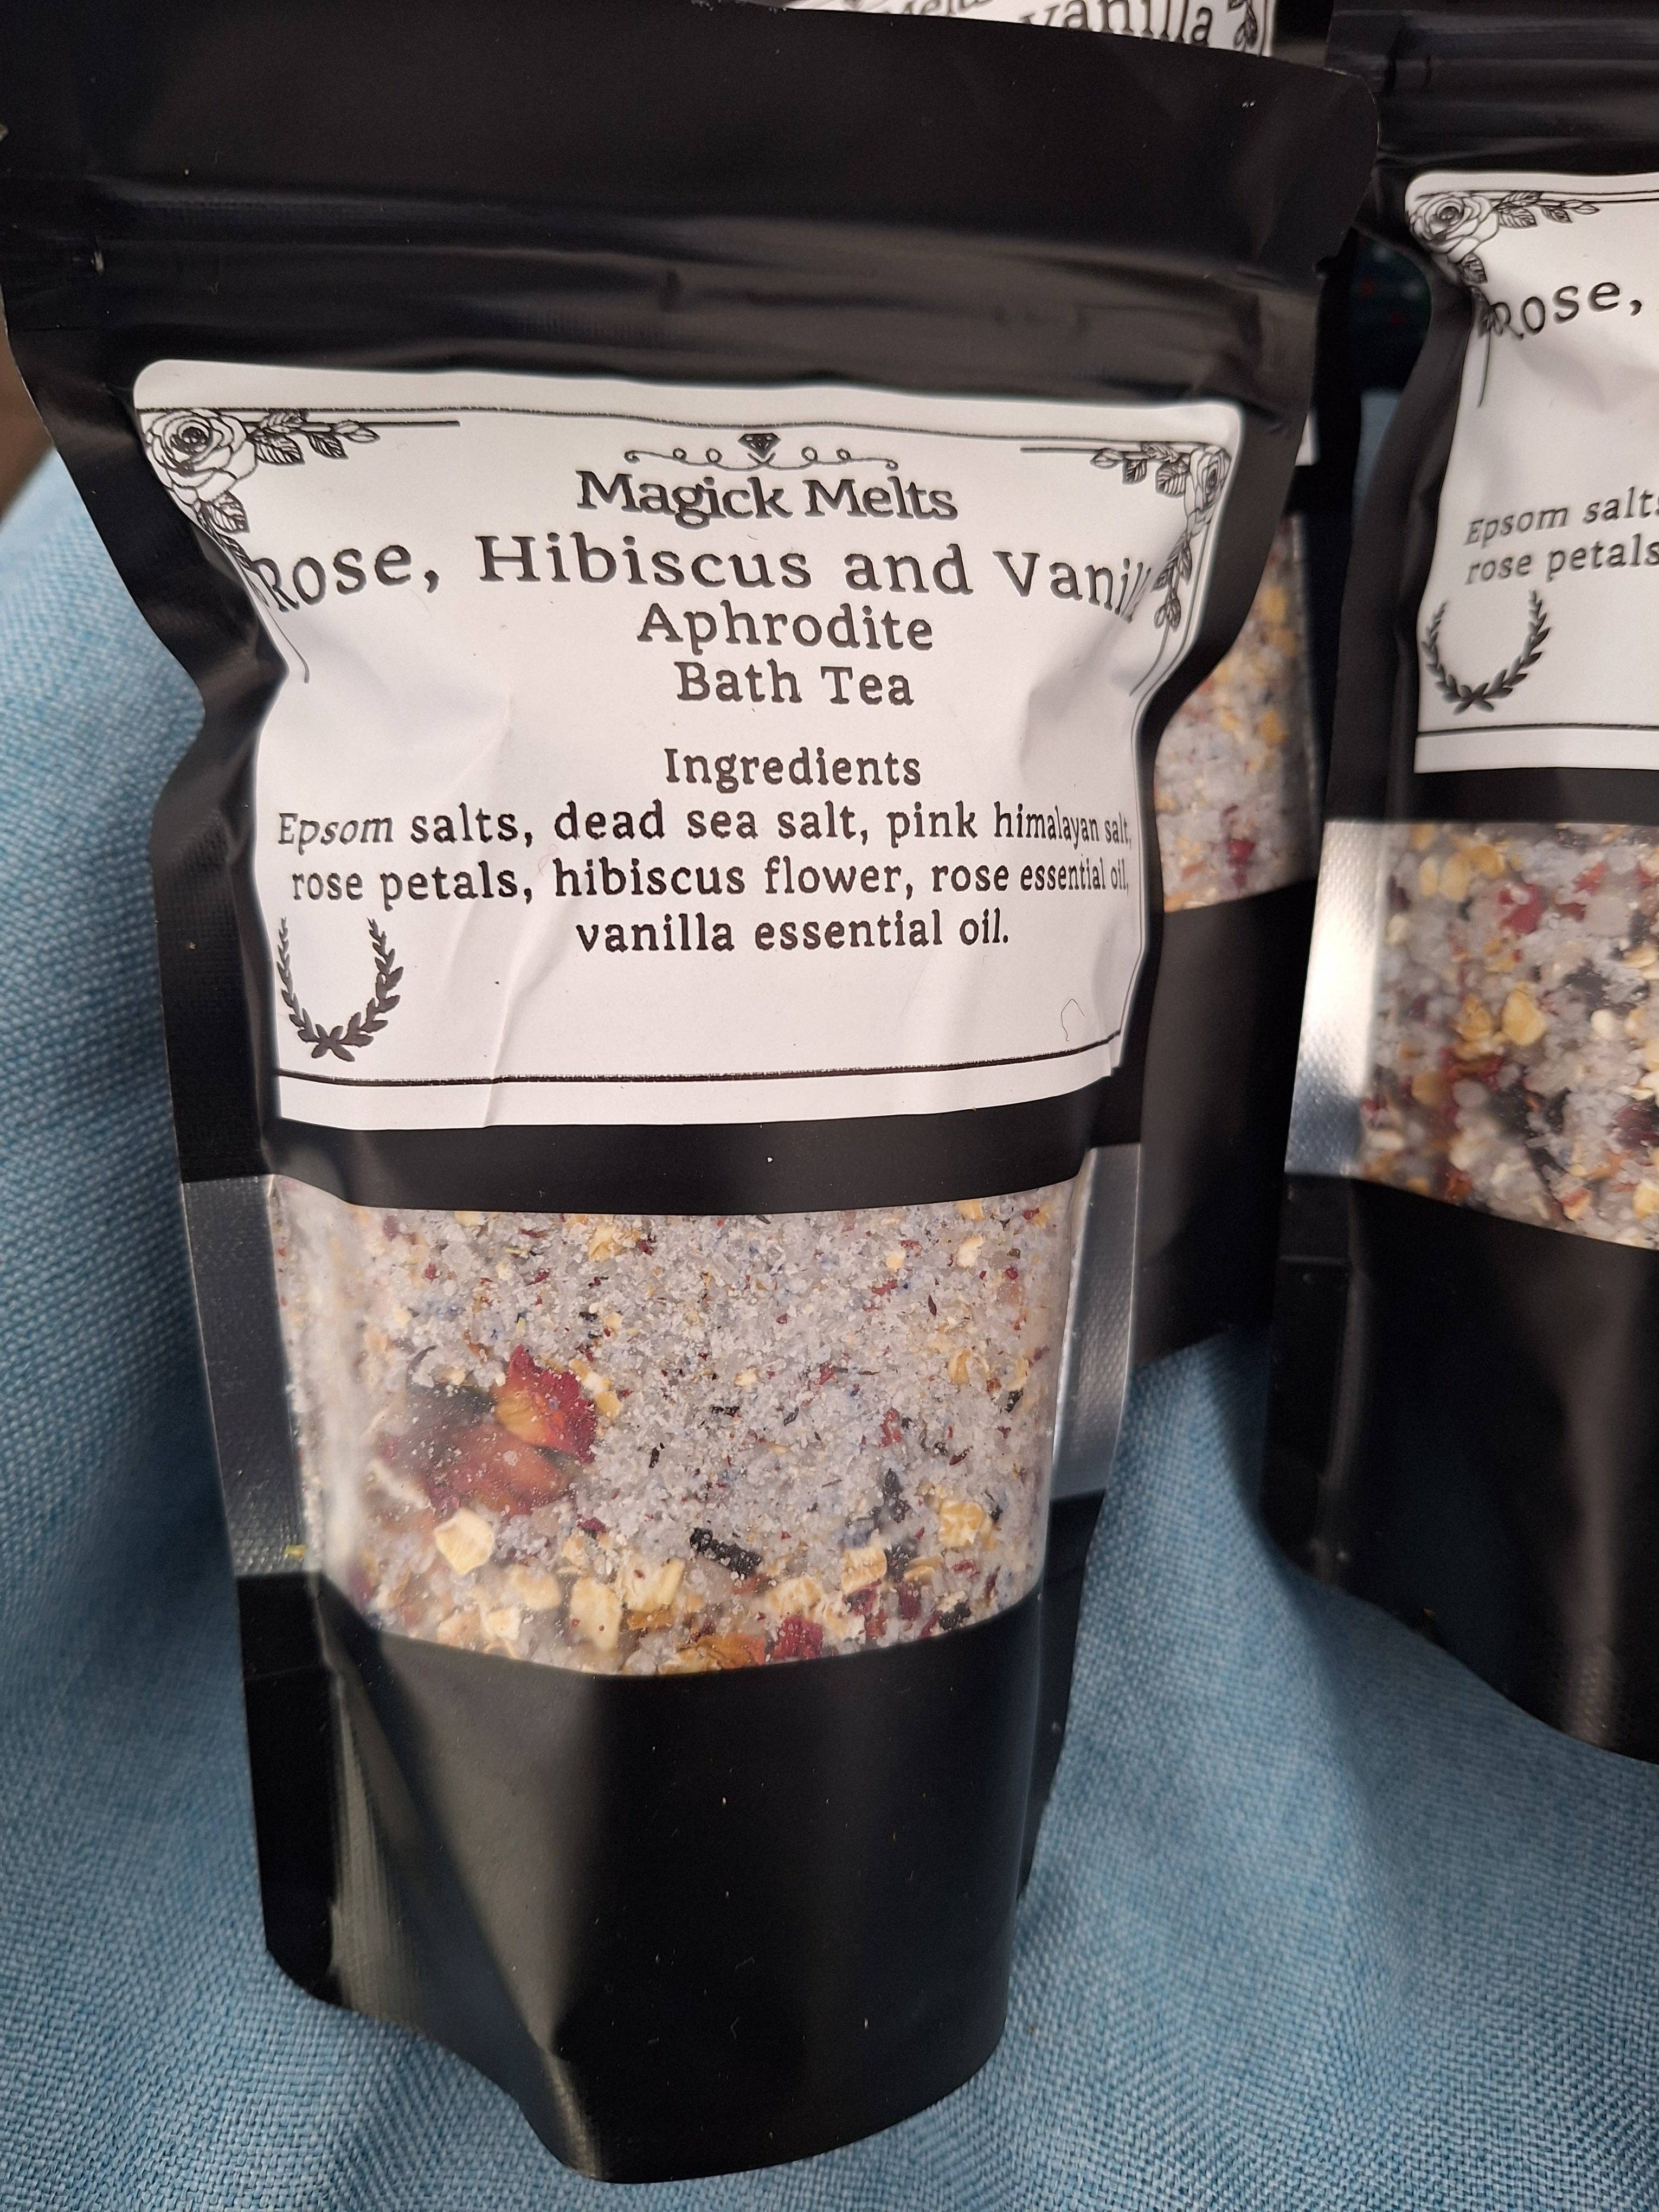 vanilla
Magick Melts
Rose, Hibiscus and Vanill
Aphrodite
Bath Tea
Ingredients
Epsom salts, dead sea salt, pink himalayan salt,
rose petals, hibiscus flower, rose essential oil,
vanilla essential oil.
Rose,
Epsom salts
rose petals